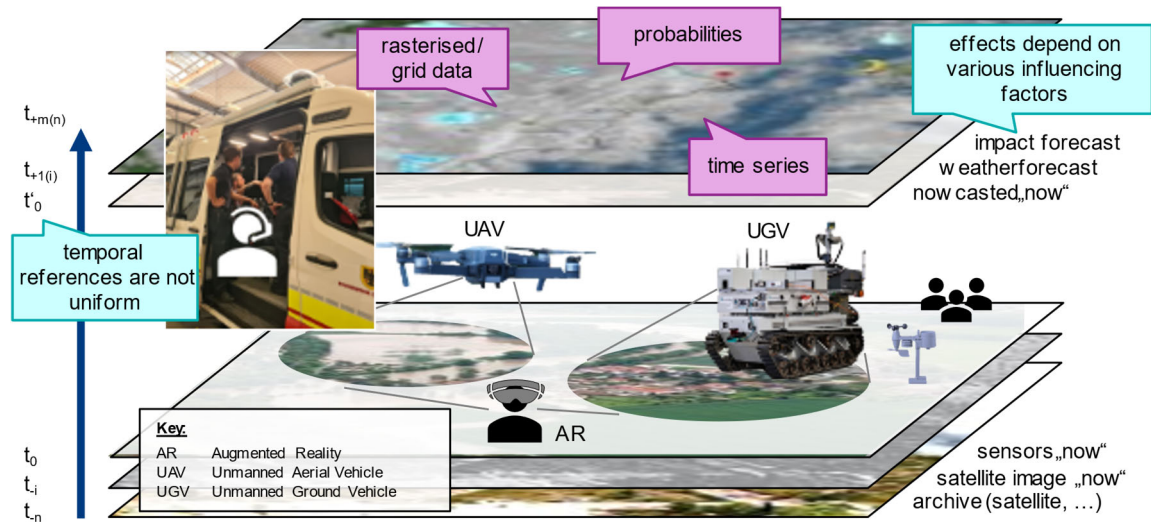 rasterised/
grid data
probabilities
effects depend on
various influencing
factors
time series
t+m(n)
t+1(i)
t‘0
impact forecast
weatherforecast
now casted„now“
temporal
references are not
uniform
UAV
UGV
AR
Key:
AR Augmented Reality
UAV Unmanned Aerial Vehicle
UGV Unmanned Ground Vehicle
t0
t-i
t-n
sensors„now“
satellite image „now“
archive (satellite, …)